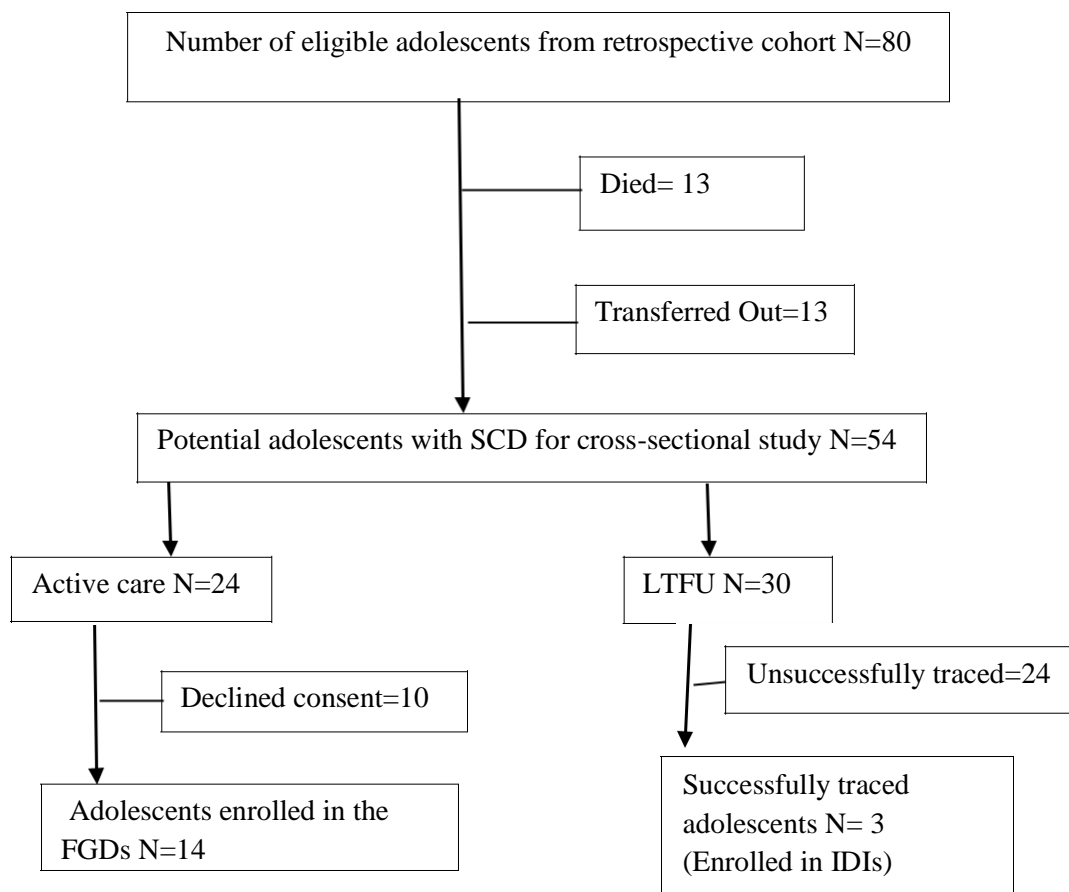 Number of eligible adolescents from retrospective cohort N=80
Died= 13
Transferred Out=13
Potential adolescents with SCD for cross-sectional study N=54
Active care N=24
LTFU N=30
Declined consent=10
Unsuccessfully traced=24
Adolescents enrolled in the
FGDs N=14
Successfully traced
adolescents N= 3
(Enrolled in IDIs)